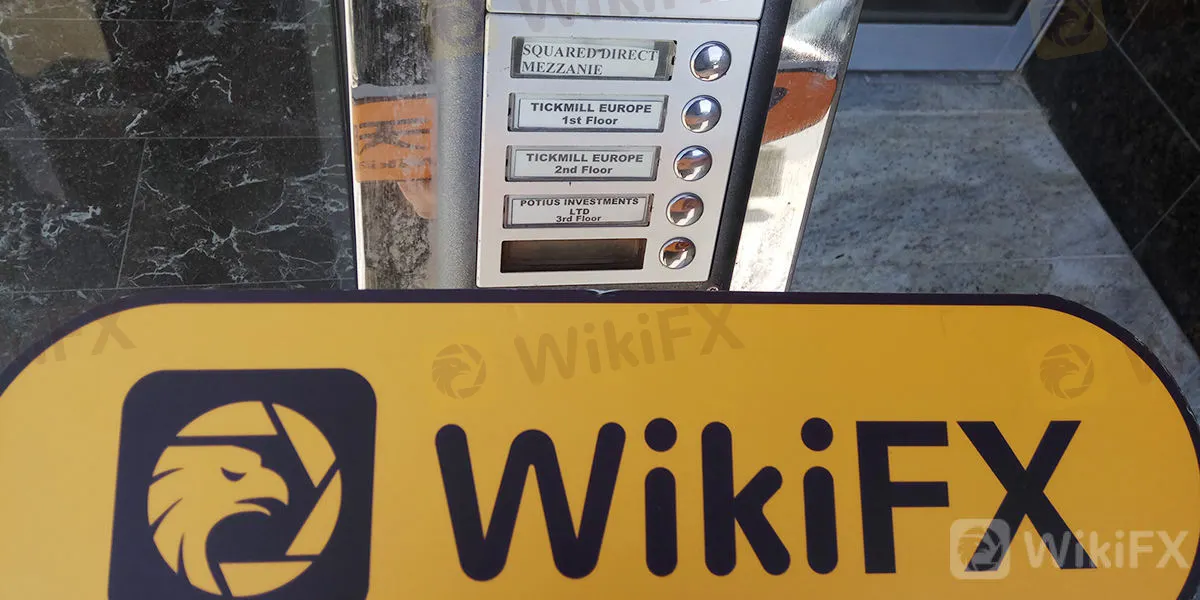 SQUARED DIRECT
MEZZANIE
TICKMILL EUROPE
1st Floor
TICKMILL EUROPE
2nd Floor
POTIUS INVESTMENTS
LTD
3rd Floor
WikiFX
WikiFX
WikiFX
WikiFX